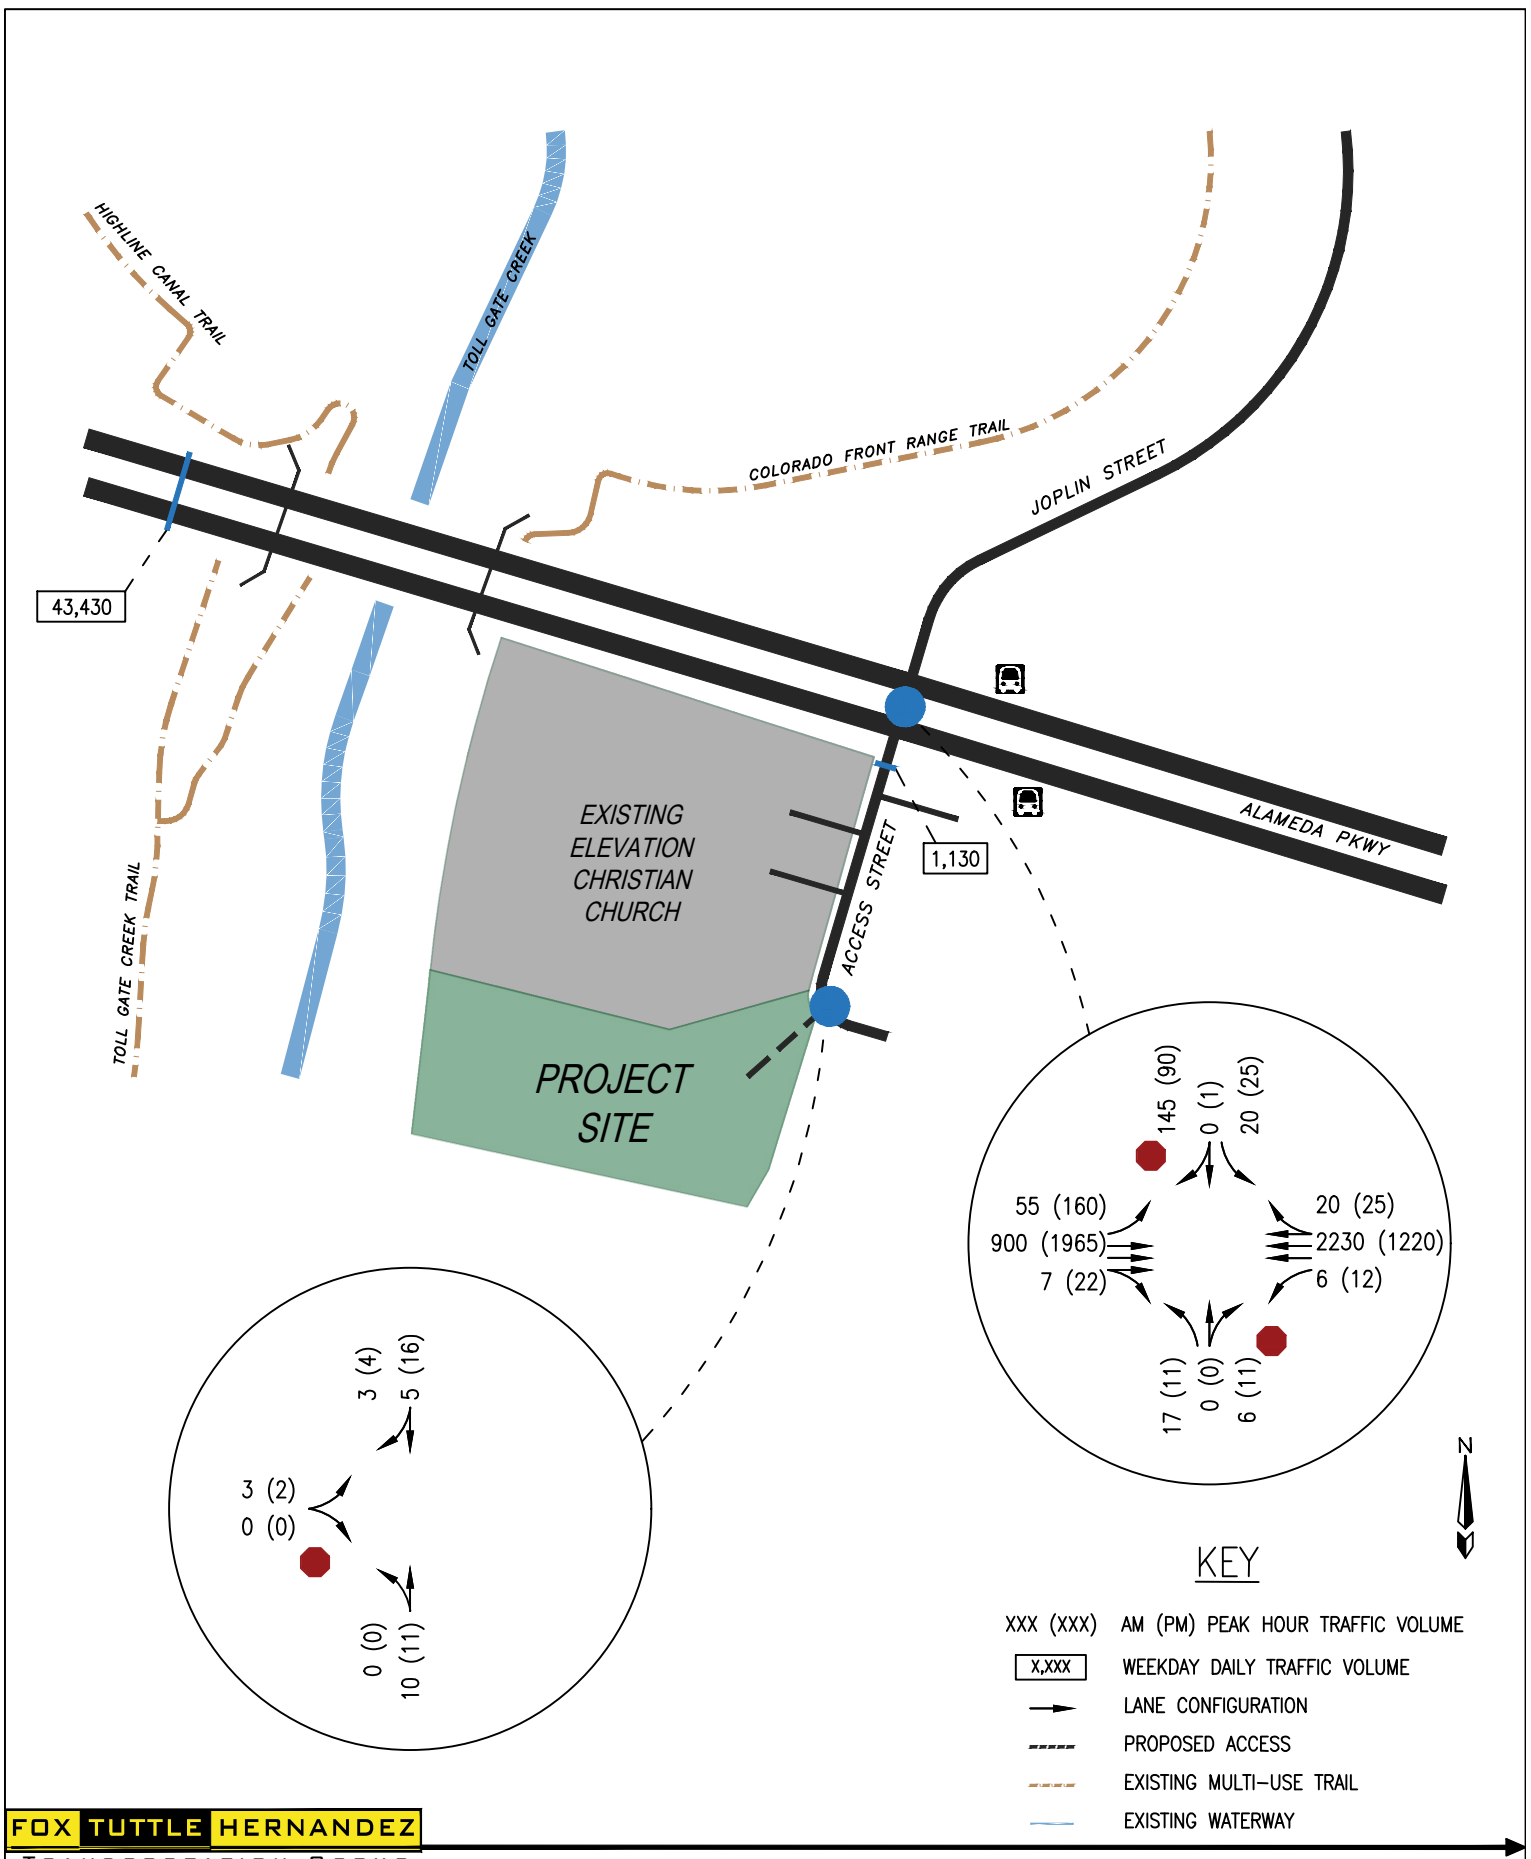 HIGHLINE CANAL TRAIL
TOLL GATE CREEK
COLORADO FRONT RANGE TRAIL
JOPLIN STREET
43,430
ALAMEDA PKWY
EXISTING
ELEVATION
CHRISTIAN
CHURCH
1,130
ACCESS STREET
TOLL GATE CREEK TRAIL
PROJECT
SITE
145 (90)
0 (1)
20 (25)
55 (160)
900 (1965)
7 (22)
20 (25)
2230 (1220)
6 (12)
17 (11)
0 (0)
6 (11)
3 (4)
5 (16)
3 (2)
0 (0)
0 (0)
10 (11)
N
KEY
XXX (XXX) AM (PM) PEAK HOUR TRAFFIC VOLUME
X,XXX WEEKDAY DAILY TRAFFIC VOLUME
LANE CONFIGURATION
PROPOSED ACCESS
EXISTING MULTI-USE TRAIL
EXISTING WATERWAY
FOX TUTTLE HERNANDEZ